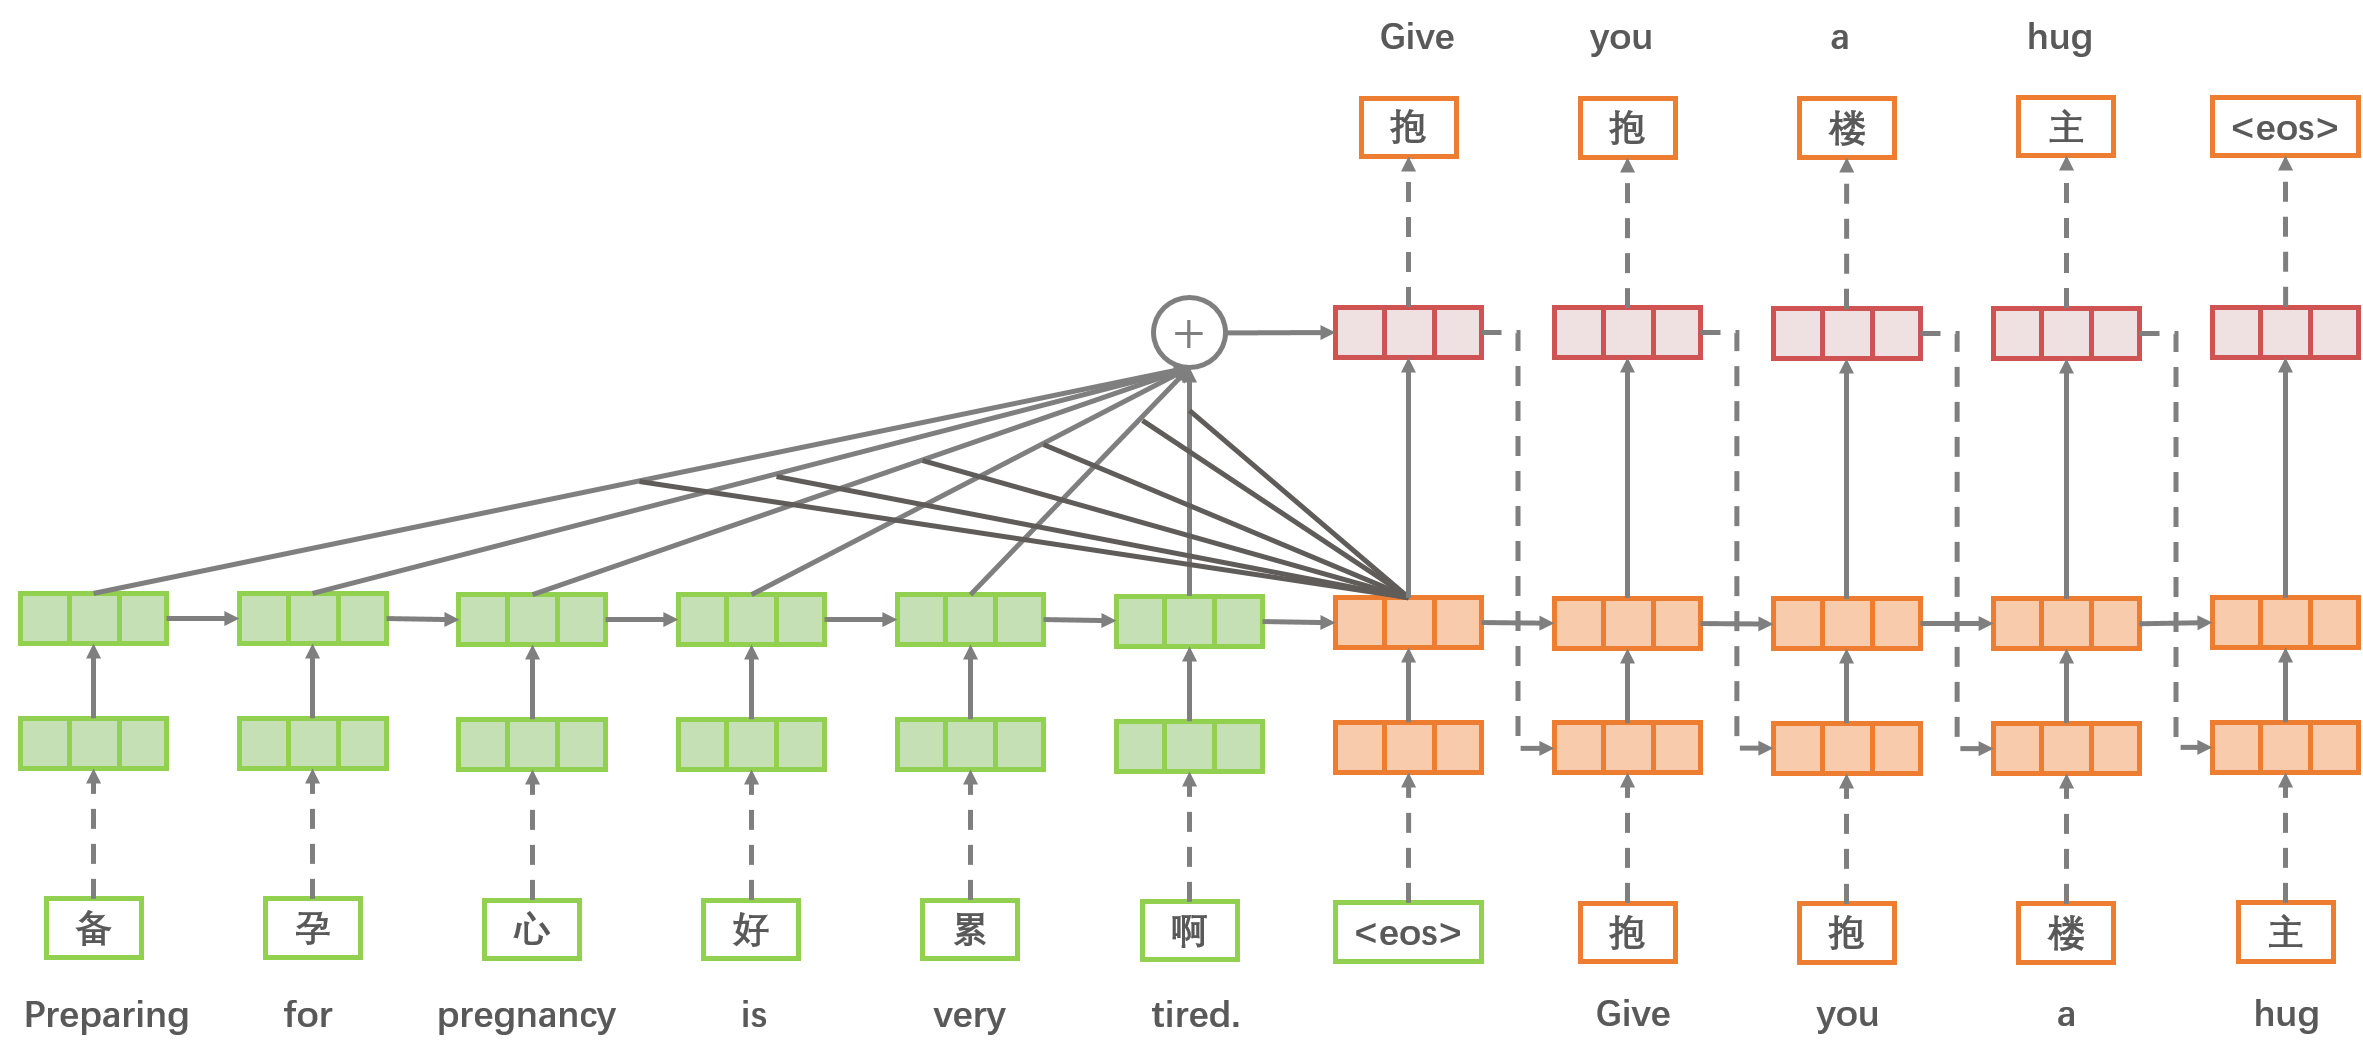 Give you a hug
抱 抱 楼 主 <eos>
+
备 孕 心 好 累 啊 <eos> 抱 抱 楼 主
Preparing for pregnancy is very tired. Give you a hug